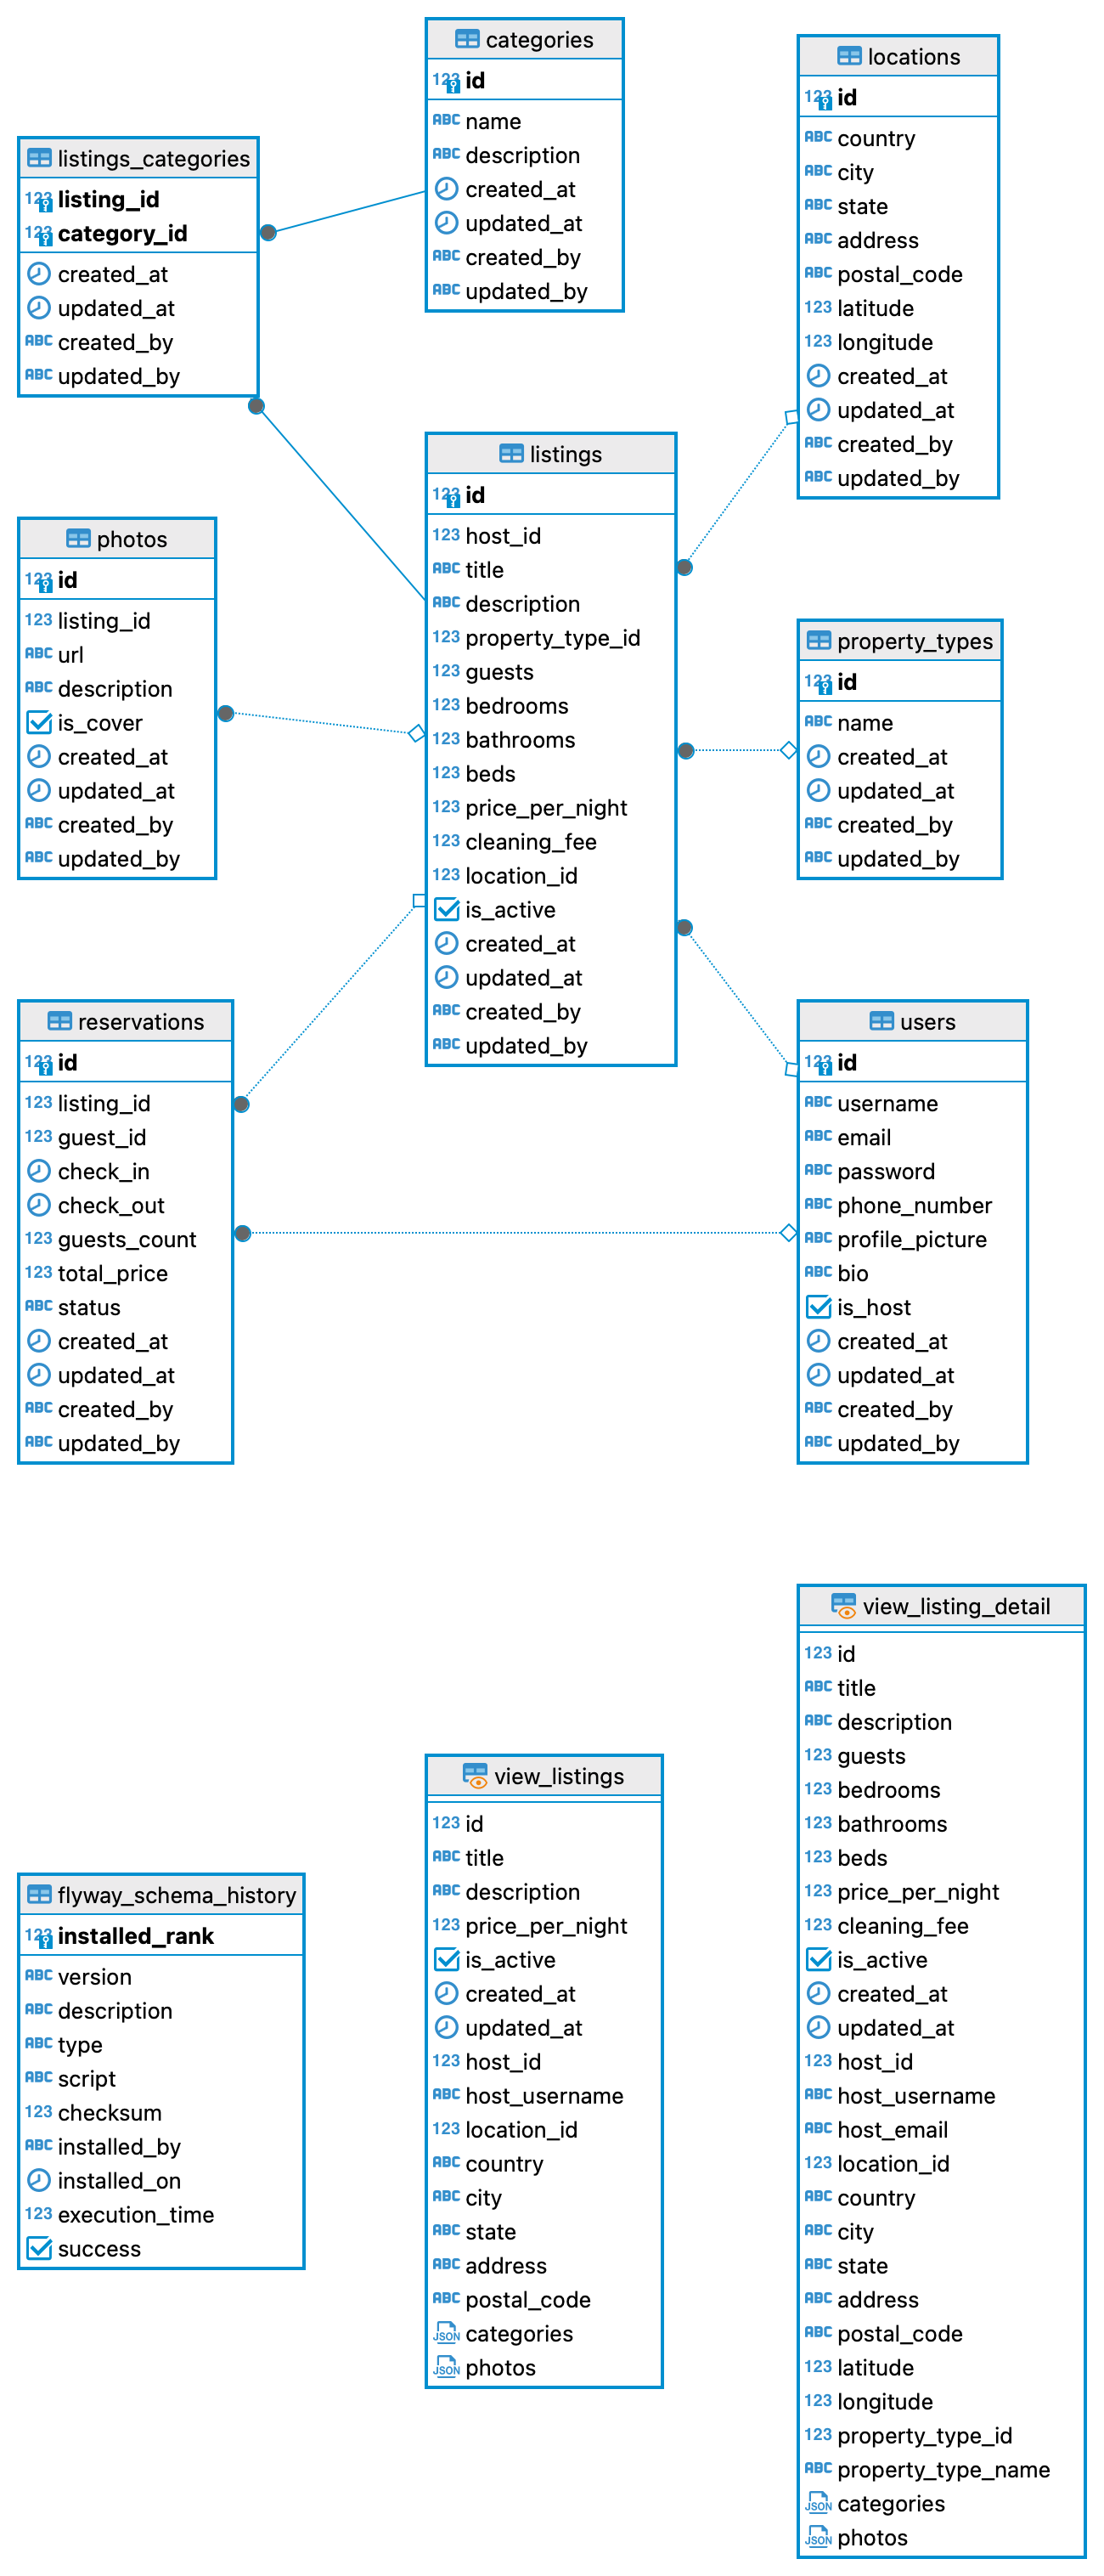 categories
123 id
ABC name
ABC description
created_at
updated_at
ABC created_by
ABC updated_by
locations
123 id
ABC country
ABC city
ABC state
ABC address
ABC postal_code
123 latitude
123 longitude
created_at
updated_at
ABC created_by
ABC updated_by
listings_categories
123 listing_id
123 category_id
created_at
updated_at
ABC created_by
ABC updated_by
listings
123 id
123 host_id
ABC title
ABC description
123 property_type_id
123 guests
123 bedrooms
123 bathrooms
123 beds
123 price_per_night
123 cleaning_fee
123 location_id
is_active
created_at
updated_at
ABC created_by
ABC updated_by
photos
123 id
123 listing_id
ABC url
ABC description
is_cover
created_at
updated_at
ABC created_by
ABC updated_by
property_types
123 id
ABC name
created_at
updated_at
ABC created_by
ABC updated_by
reservations
123 id
123 listing_id
123 guest_id
check_in
check_out
123 guests_count
123 total_price
ABC status
created_at
updated_at
ABC created_by
ABC updated_by
users
123 id
ABC username
ABC email
ABC password
ABC phone_number
ABC profile_picture
ABC bio
is_host
created_at
updated_at
ABC created_by
ABC updated_by
flyway_schema_history
123 installed_rank
ABC version
ABC description
ABC type
ABC script
123 checksum
ABC installed_by
installed_on
123 execution_time
success
view_listings
123 id
ABC title
ABC description
123 price_per_night
is_active
created_at
updated_at
123 host_id
ABC host_username
123 location_id
ABC country
ABC city
ABC state
ABC address
ABC postal_code
JSON categories
JSON photos
view_listing_detail
123 id
ABC title
ABC description
123 guests
123 bedrooms
123 bathrooms
123 beds
123 price_per_night
123 cleaning_fee
is_active
created_at
updated_at
123 host_id
ABC host_username
ABC host_email
123 location_id
ABC country
ABC city
ABC state
ABC address
ABC postal_code
123 latitude
123 longitude
123 property_type_id
ABC property_type_name
JSON categories
JSON photos